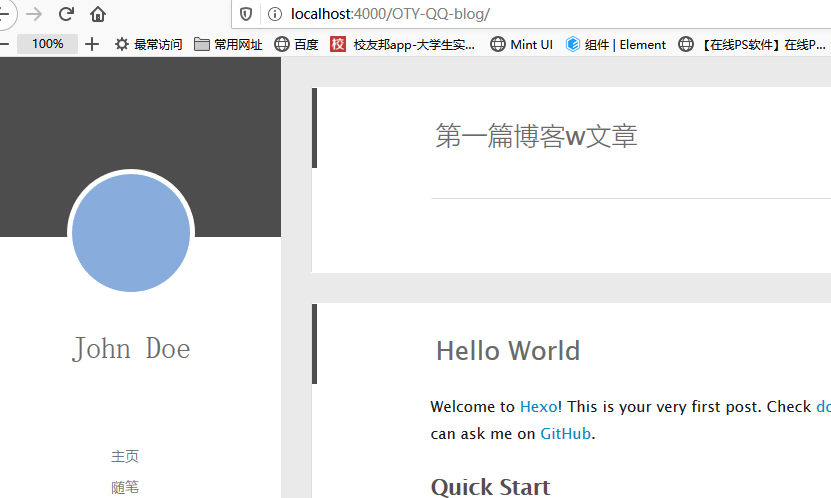 localhost:4000/OTY-QQ-blog/
100% 最常访问 常用网址 百度 校 校友邦app-大学生实... Mint UI 组件 | Element 【在线PS软件】在线P...
第一篇博客w文章
John Doe
主页
随笔
Hello World
Welcome to Hexo! This is your very first post. Check do
can ask me on GitHub.
Quick Start